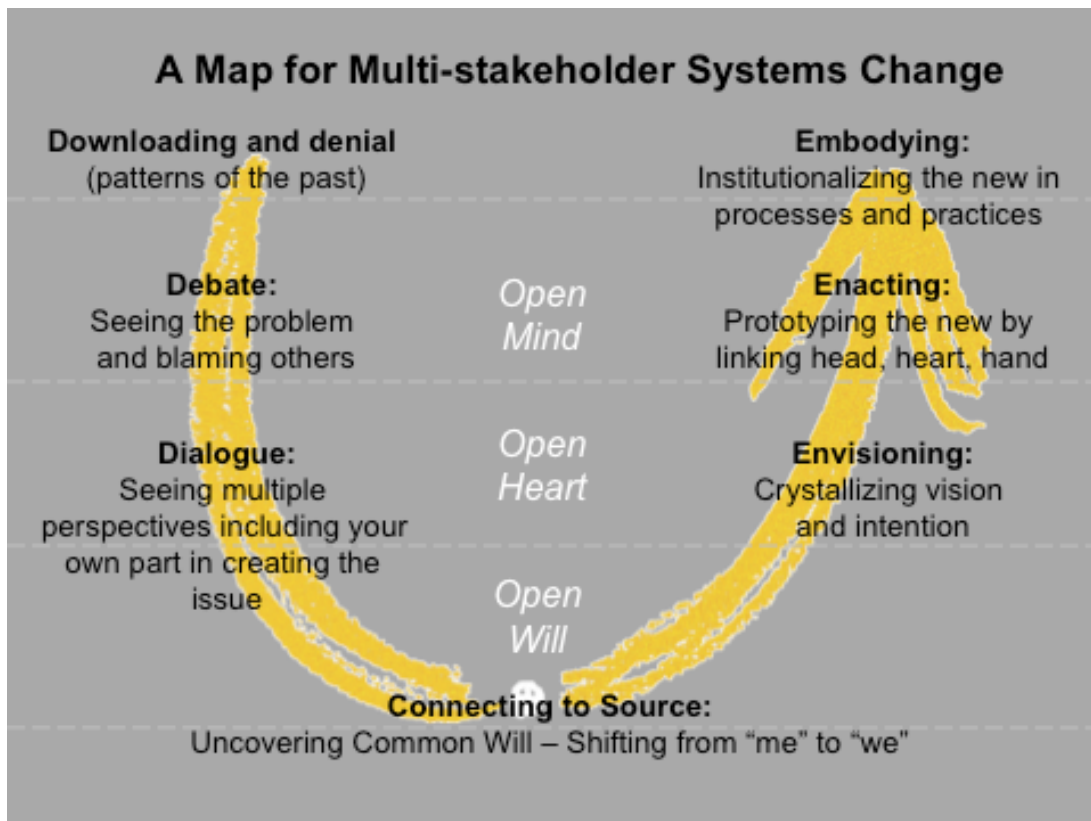 A Map for Multi-stakeholder Systems Change
Downloading and denial
(patterns of the past)
Debate:
Seeing the problem
and blaming others
Dialogue:
Seeing multiple
perspectives including your
own part in creating the
issue
Open
Mind
Open
Heart
Open
Will
Connecting to Source:
Uncovering Common Will – Shifting from “me” to “we”
Envisioning:
Crystallizing vision
and intention
Enacting:
Prototyping the new by
linking head, heart, hand
Embodying:
Institutionalizing the new in
processes and practices